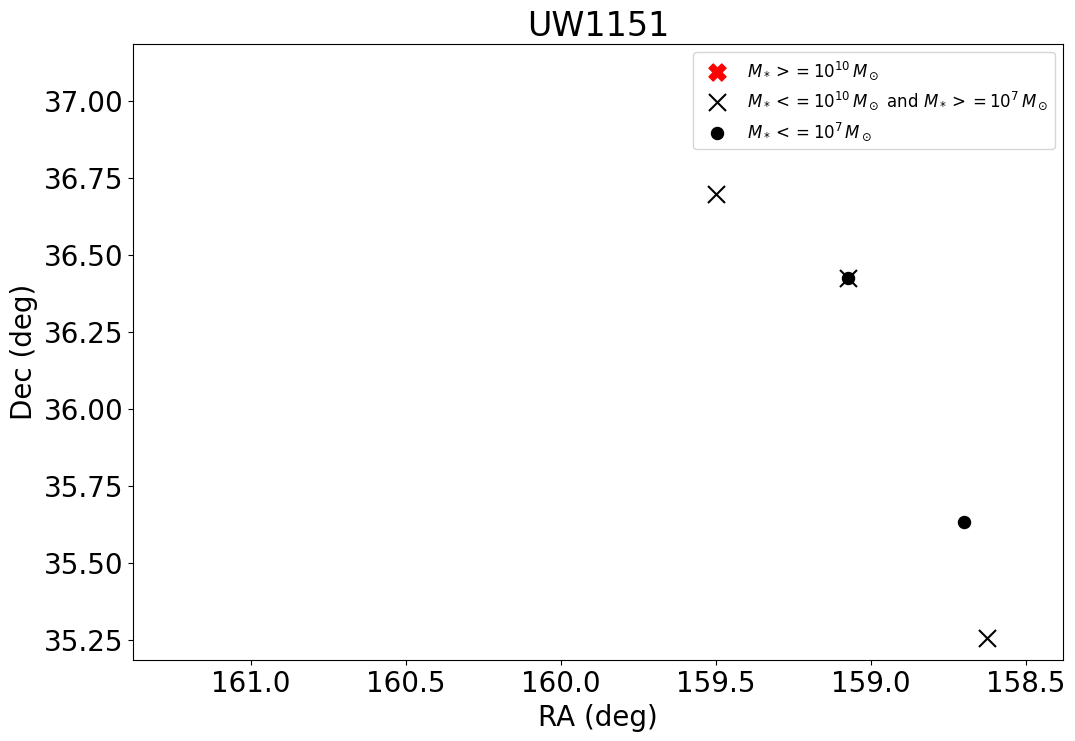 UW1151
M* >= 10^10 M⊙
M* <= 10^10 M⊙ and M* >= 10^7 M⊙
M* <= 10^7 M⊙
37.00
36.75
36.50
36.25
36.00
35.75
35.50
35.25
Dec (deg)
161.0 160.5 160.0 159.5 159.0 158.5
RA (deg)